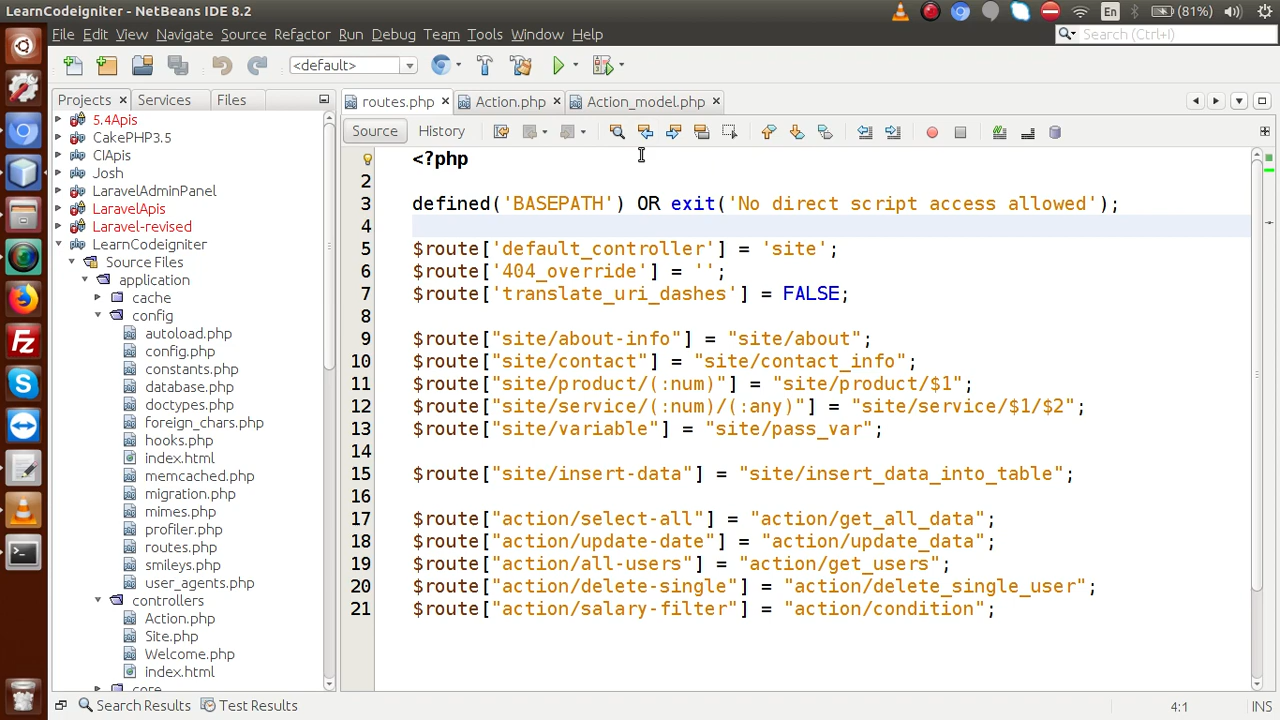 LearnCodeigniter - NetBeans IDE 8.2
En
(81%)
File Edit View Navigate Source Refactor Run Debug Team Tools Window Help
Search (Ctrl+I)
<default>
Projects
Services
Files
routes.php
Action.php
Action_model.php
Source
History
5.4Apis
CakePHP3.5
CIApis
Josh
LaravelAdminPanel
LaravelApis
Laravel-revised
LearnCodeigniter
Source Files
application
cache
config
autoload.php
config.php
constants.php
database.php
doctypes.php
foreign_chars.php
hooks.php
index.html
memcached.php
migration.php
mimes.php
profiler.php
routes.php
smileys.php
user_agents.php
controllers
Action.php
Site.php
Welcome.php
index.html
core
<?php
2
3 defined('BASEPATH') OR exit('No direct script access allowed');
4
5 $route['default_controller'] = 'site';
6 $route['404_override'] = '';
7 $route['translate_uri_dashes'] = FALSE;
8
9 $route["site/about-info"] = "site/about";
10 $route["site/contact"] = "site/contact_info";
11 $route["site/product/(:num)"] = "site/product/$1";
12 $route["site/service/(:num)/(:any)"] = "site/service/$1/$2";
13 $route["site/variable"] = "site/pass_var";
14
15 $route["site/insert-data"] = "site/insert_data_into_table";
16
17 $route["action/select-all"] = "action/get_all_data";
18 $route["action/update-date"] = "action/update_data";
19 $route["action/all-users"] = "action/get_users";
20 $route["action/delete-single"] = "action/delete_single_user";
21 $route["action/salary-filter"] = "action/condition";
Search Results
Test Results
4:1
INS